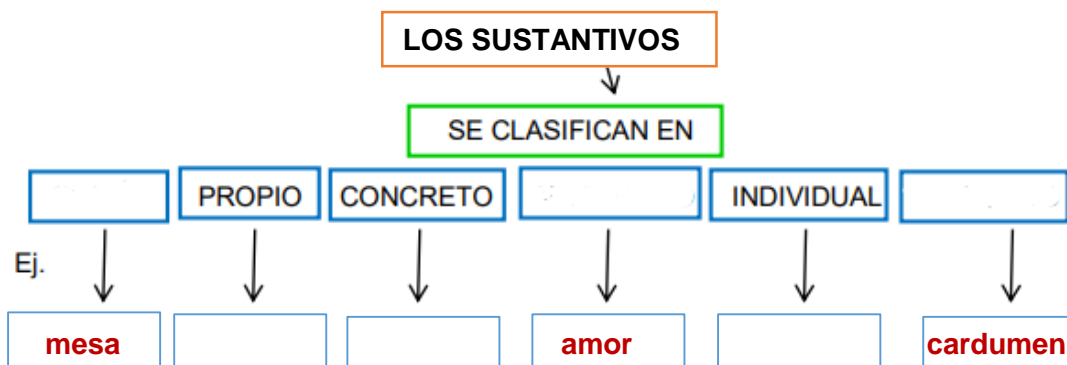 LOS SUSTANTIVOS
SE CLASIFICAN EN
PROPIO CONCRETO INDIVIDUAL
Ej.
mesa amor cardumen